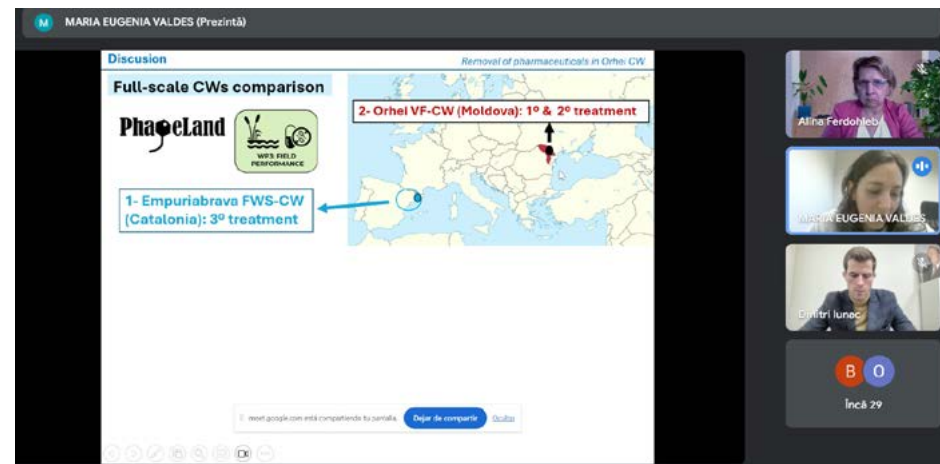 M MARIA EUGENIA VALDES (Prezintă)
Discusion
Removal of pharmaceuticals in Orhei CW
Full-scale CWs comparison
PhageLand
WP3: FIELD
PERFORMANCE
2- Orhei VF-CW (Moldova): 1º & 2º treatment
1- Empuriabrava FWS-CW
(Catalonia): 3º treatment
meet.google.com está compartiendo tu pantalla.
Dejar de compartir
Ocultar
Alina Ferdohleb
MARIA EUGENIA VALDES
Dmitri Iunac
B O
Încă 29